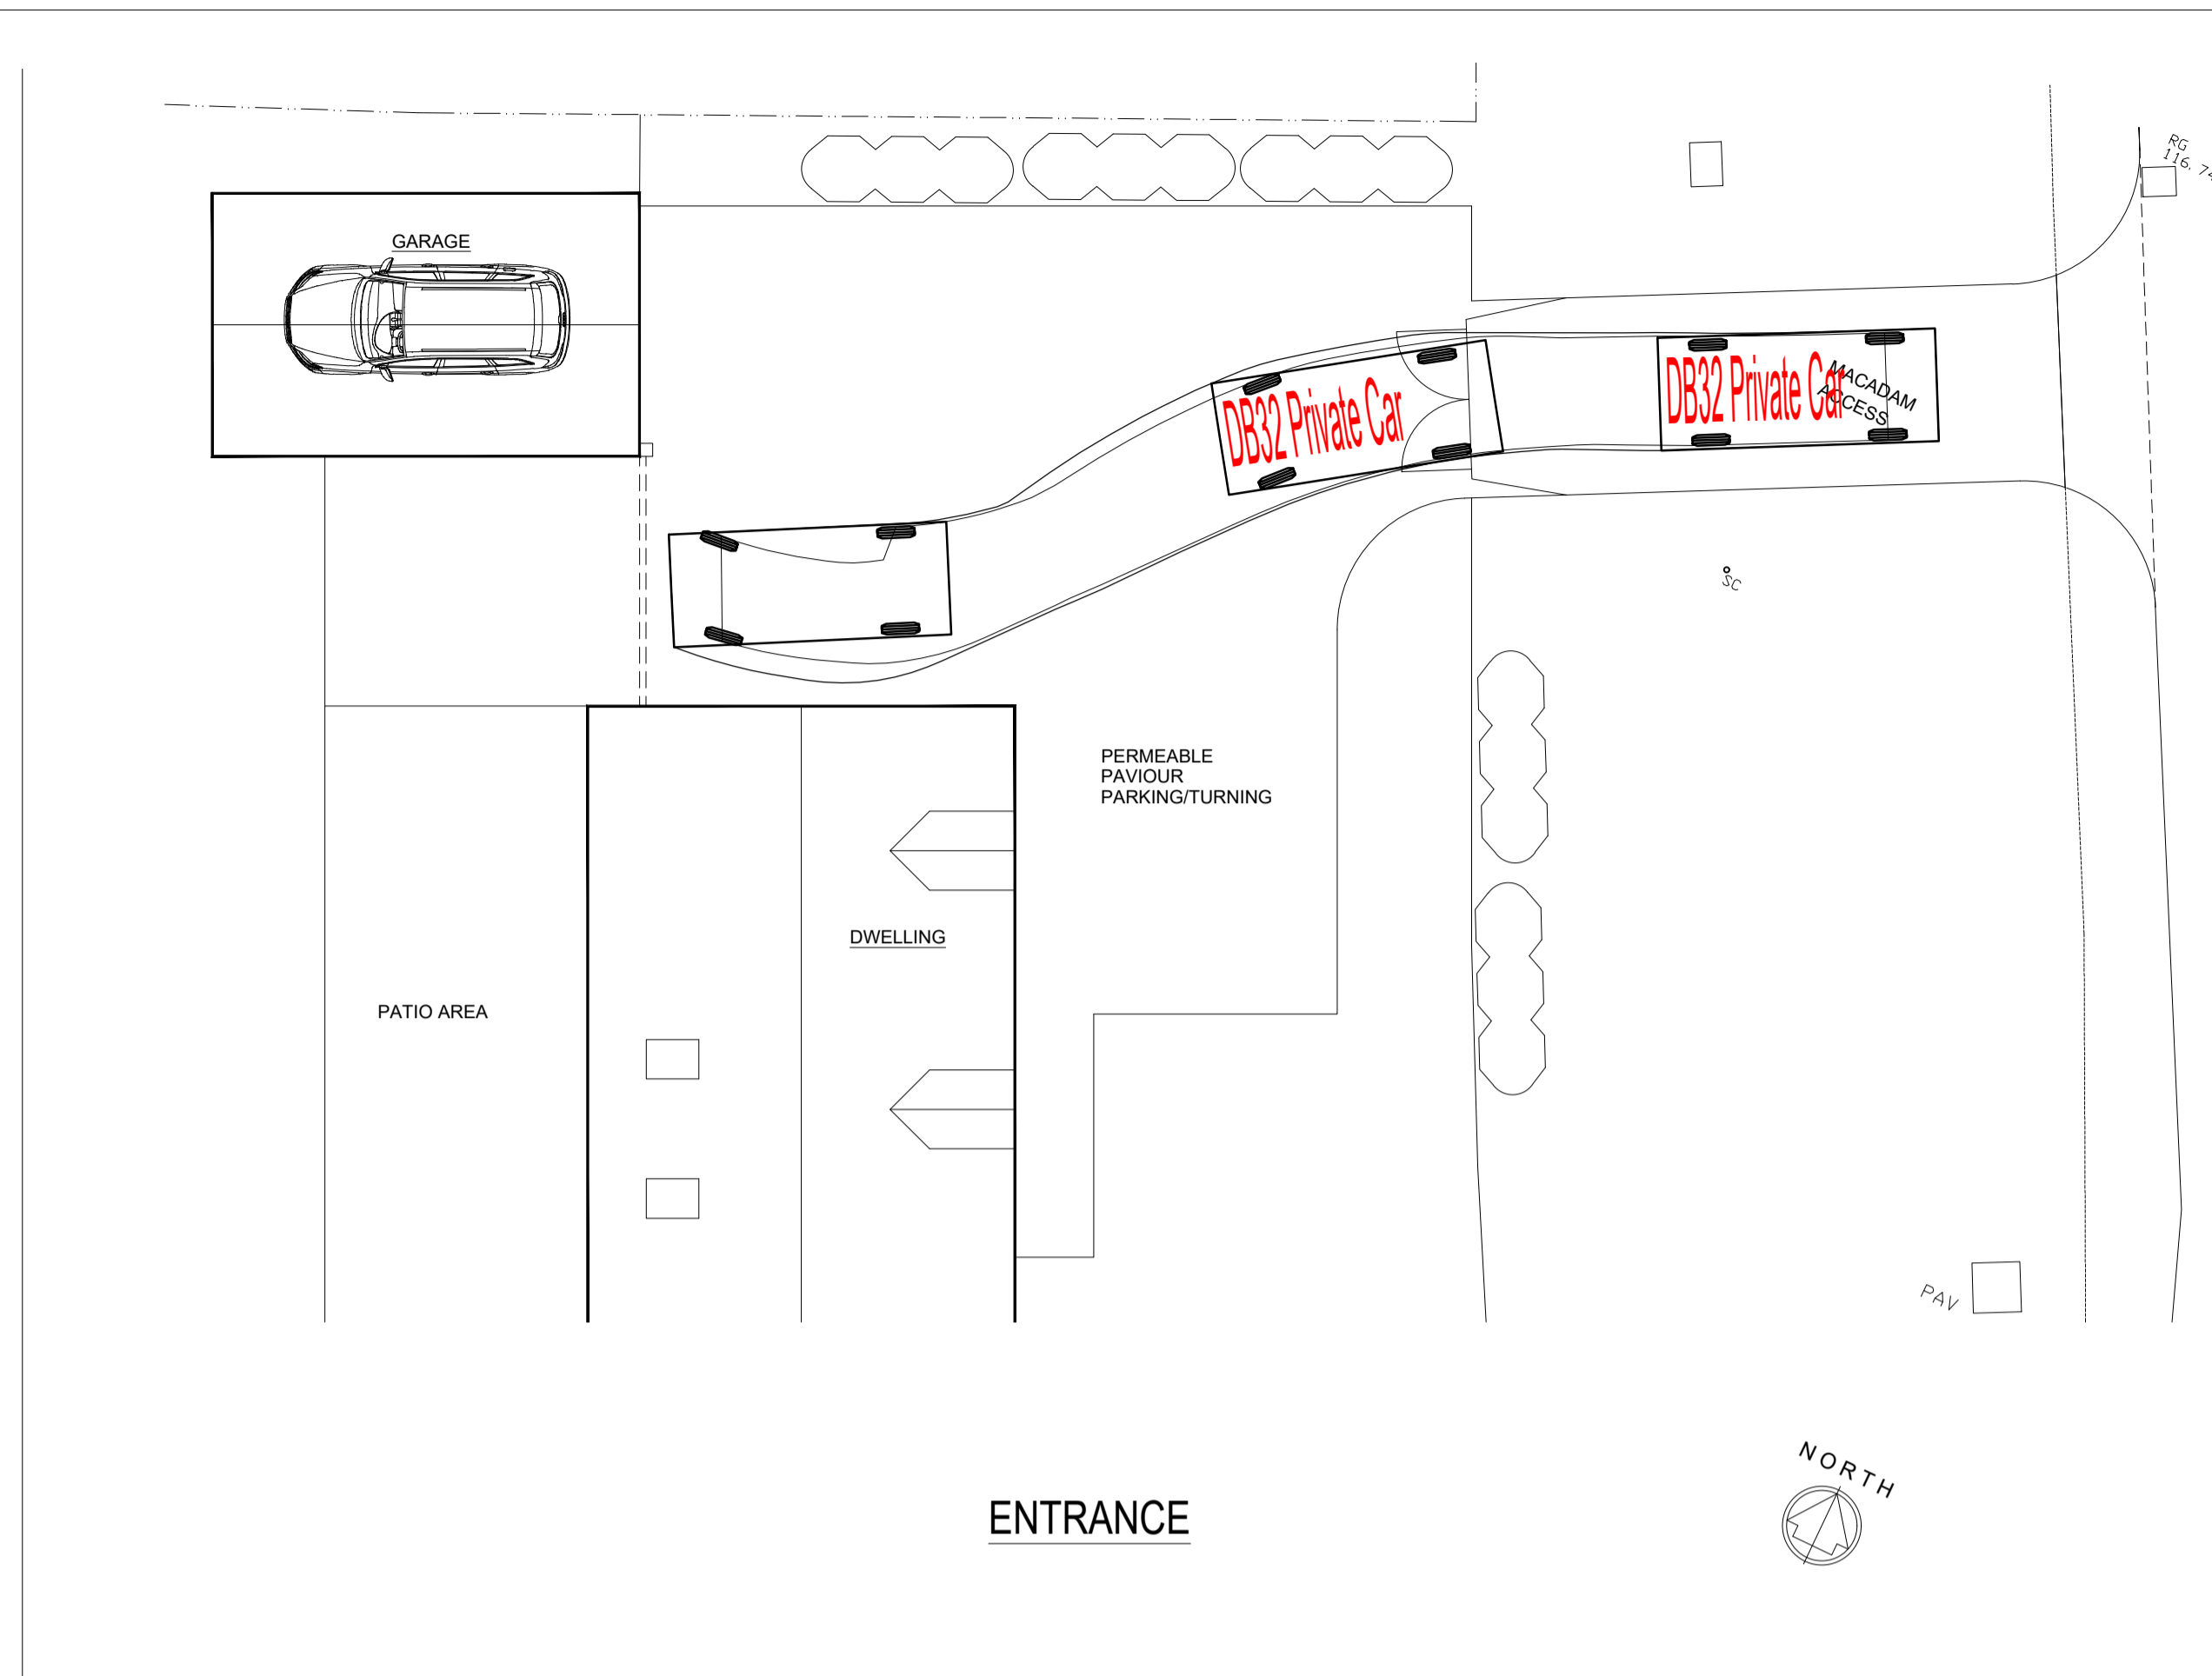 RG
GARAGE
DB32 Private Car
DB32 Private Car
MACADAM
ACCESS
SC
PERMEABLE
PAVIOUR
PARKING/TURNING
DWELLING
PATIO AREA
PAV
NORTH
ENTRANCE